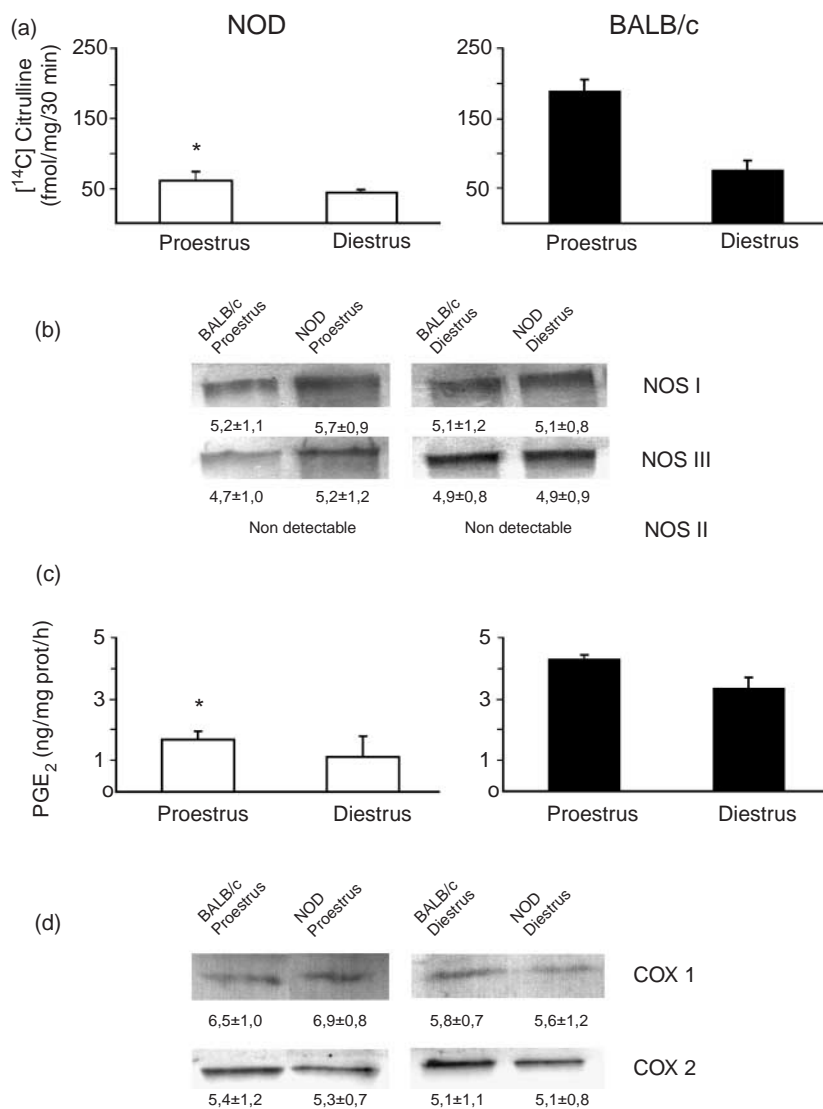 (a)
NOD
BALB/c
[¹⁴C] Citrulline
(fmol/mg/30 min)
250
150
50
*
Proestrus
Diestrus
250
150
50
Proestrus
Diestrus
(b)
BALB/c
Proestrus
NOD
Proestrus
BALB/c
Diestrus
NOD
Diestrus
NOS I
5,2±1,1
5,7±0,9
5,1±1,2
5,1±0,8
NOS III
4,7±1,0
5,2±1,2
4,9±0,8
4,9±0,9
Non detectable
Non detectable
NOS II
(c)
PGE₂ (ng/mg prot/h)
5
3
1
o
*
Proestrus
Diestrus
5
3
1
o
Proestrus
Diestrus
(d)
BALB/c
Proestrus
NOD
Proestrus
BALB/c
Diestrus
NOD
Diestrus
COX 1
6,5±1,0
6,9±0,8
5,8±0,7
5,6±1,2
COX 2
5,4±1,2
5,3±0,7
5,1±1,1
5,1±0,8